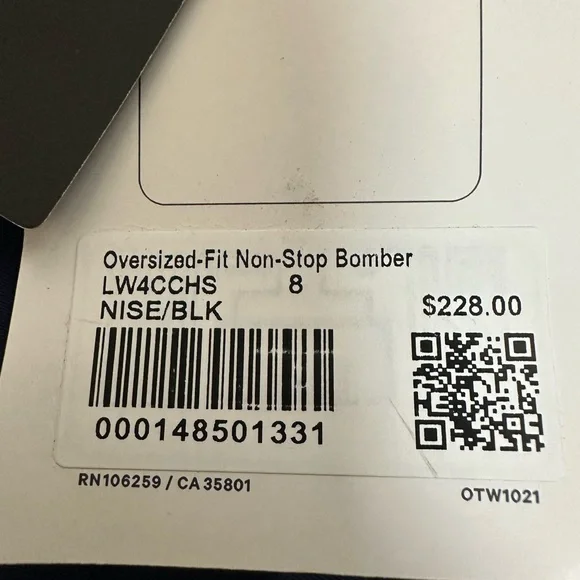 Oversized-Fit Non-Stop Bomber
LW4CCHS 8
NISE/BLK $228.00
000148501331
RN106259 / CA 35801
OTW1021